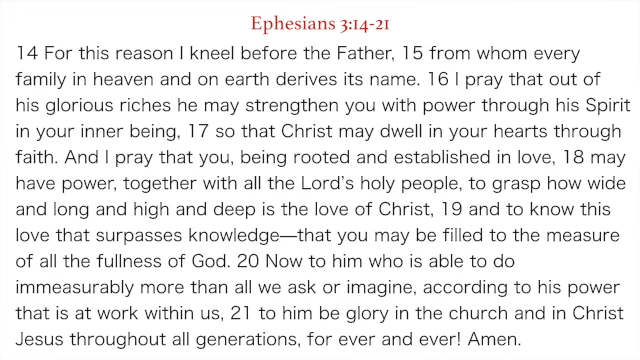 Ephesians 3:14-21
14 For this reason I kneel before the Father, 15 from whom every
family in heaven and on earth derives its name. 16 I pray that out of
his glorious riches he may strengthen you with power through his Spirit
in your inner being, 17 so that Christ may dwell in your hearts through
faith. And I pray that you, being rooted and established in love, 18 may
have power, together with all the Lord's holy people, to grasp how wide
and long and high and deep is the love of Christ, 19 and to know this
love that surpasses knowledge—that you may be filled to the measure
of all the fullness of God. 20 Now to him who is able to do
immeasurably more than all we ask or imagine, according to his power
that is at work within us, 21 to him be glory in the church and in Christ
Jesus throughout all generations, for ever and ever! Amen.